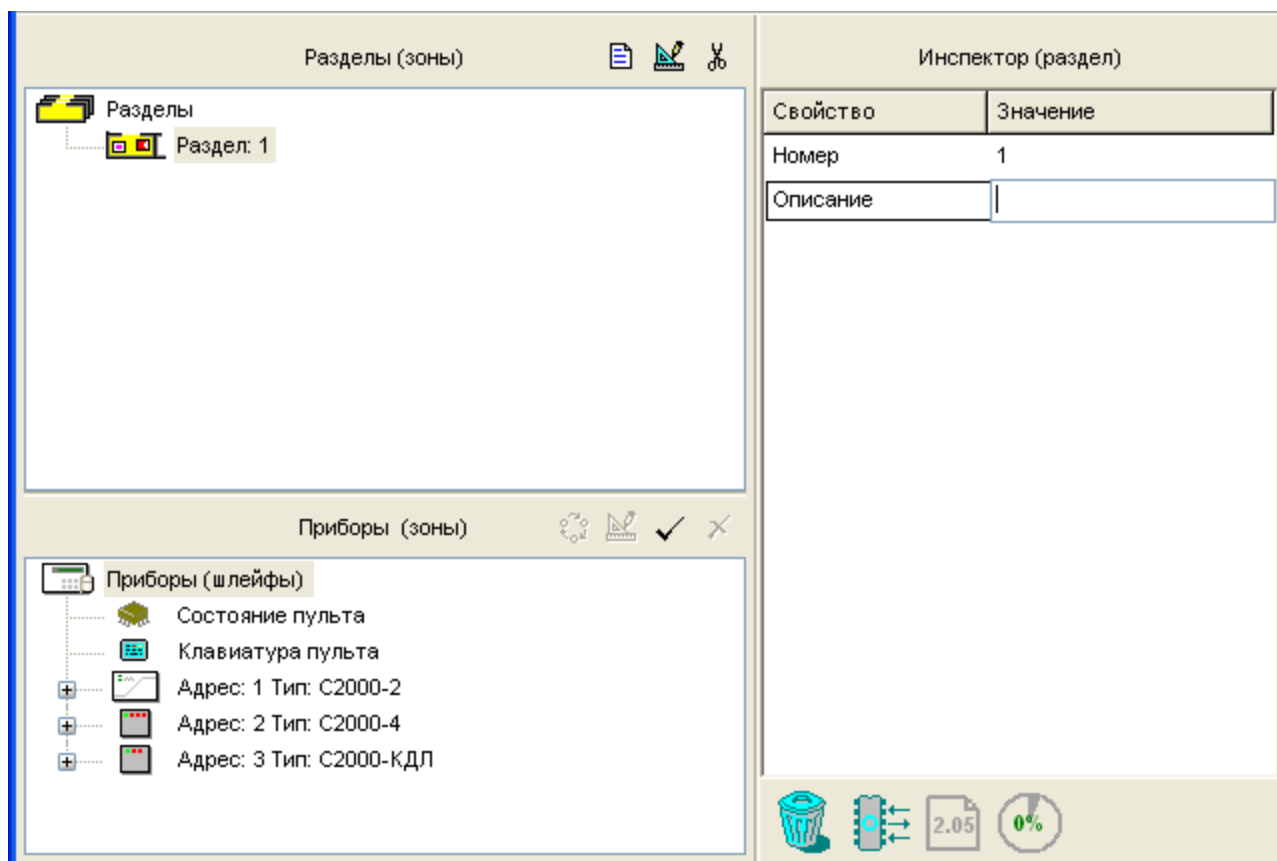 Разделы (зоны)
Разделы
Раздел: 1
Приборы (зоны)
Приборы (шлейфы)
Состояние пульта
Клавиатура пульта
Адрес: 1 Тип: С2000-2
Адрес: 2 Тип: С2000-4
Адрес: 3 Тип: С2000-КДЛ
Инспектор (раздел)
Свойство Значение
Номер 1
Описание
2.05 0%